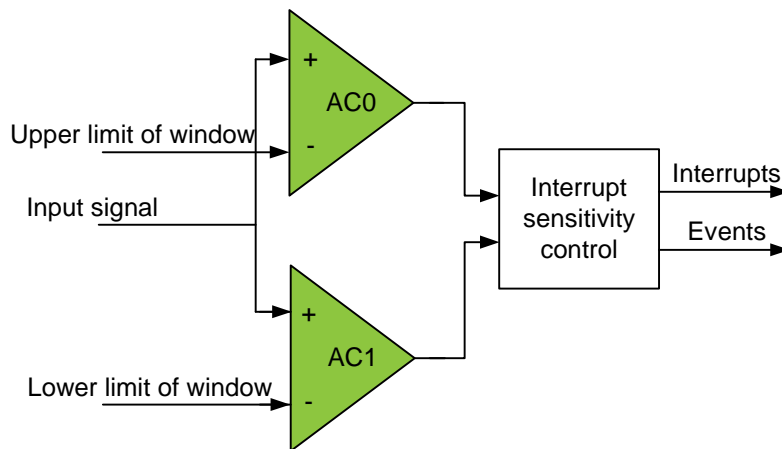 +
AC0
-
Upper limit of window
Input signal
Interrupt
sensitivity
control
Interrupts
Events
+
AC1
-
Lower limit of window